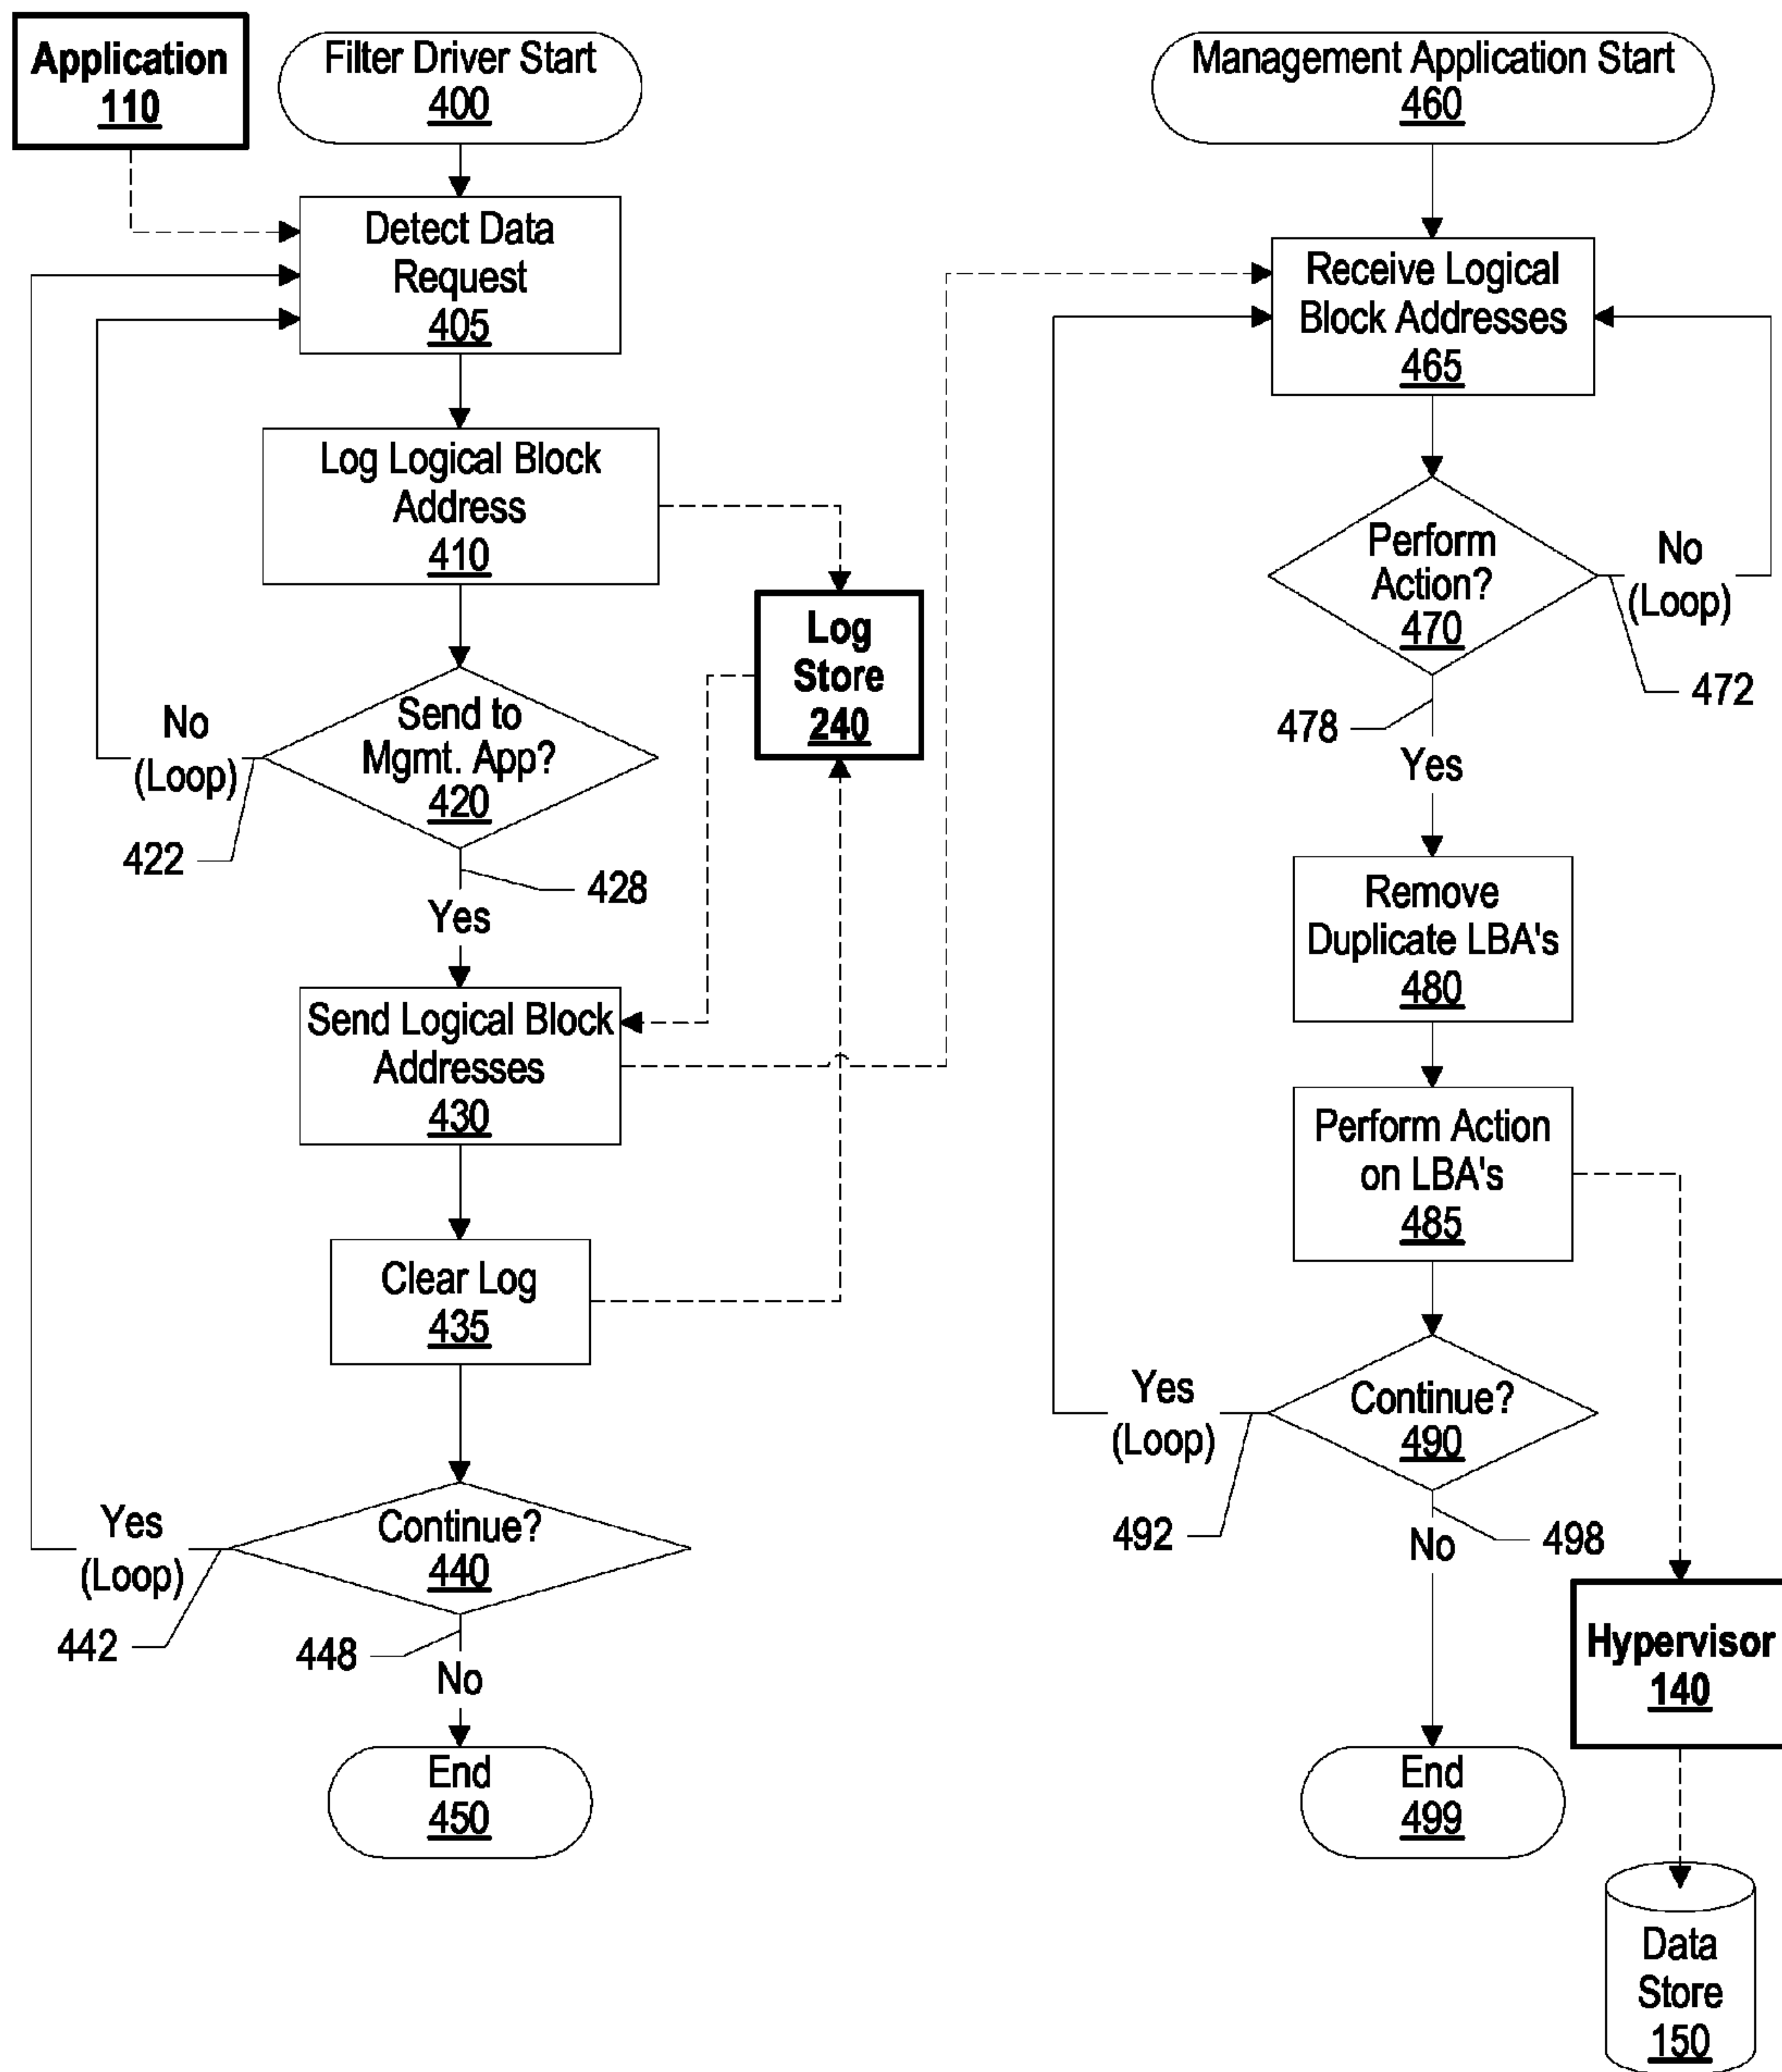 Application
110
Filter Driver Start
400
Detect Data
Request
405
Log Logical Block
Address
410
Log
Store
240
Send to
Mgmt. App?
420
No
(Loop)
422
428
Yes
Send Logical Block
Addresses
430
Clear Log
435
Continue?
440
Yes
(Loop)
442
448
No
End
450
Management Application Start
460
Receive Logical
Block Addresses
465
Perform
Action?
470
No
(Loop)
472
478
Yes
Remove
Duplicate LBA's
480
Perform Action
on LBA's
485
Continue?
490
Yes
(Loop)
492
498
No
End
499
Hypervisor
140
Data
Store
150